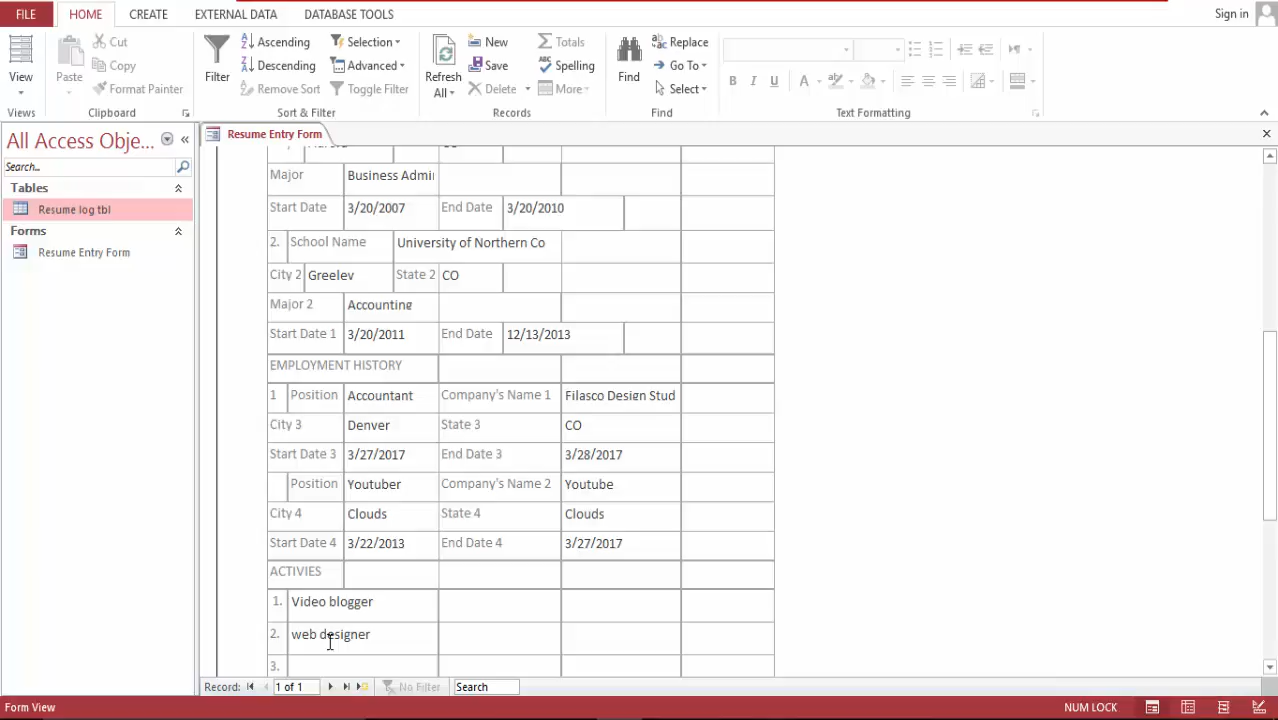 FILE HOME CREATE EXTERNAL DATA DATABASE TOOLS Sign in
View Paste Cut Copy Format Painter Filter Ascending Descending Remove Sort Selection Advanced Toggle Filter Refresh All New Save Delete Totals Spelling More Find Replace Go To Select B I U A ab
Views Clipboard Sort & Filter Records Find Text Formatting
All Access Obje... Resume Entry Form
Search...
Tables
Resume log tbl
Forms
Resume Entry Form
Major Business Admi
Start Date 3/20/2007 End Date 3/20/2010
2. School Name University of Northern Co
City 2 Greeley State 2 CO
Major 2 Accounting
Start Date 1 3/20/2011 End Date 12/13/2013
EMPLOYMENT HISTORY
1 Position Accountant Company's Name 1 Filasco Design Stud
City 3 Denver State 3 CO
Start Date 3 3/27/2017 End Date 3 3/28/2017
Position Youtuber Company's Name 2 Youtube
City 4 Clouds State 4 Clouds
Start Date 4 3/22/2013 End Date 4 3/27/2017
ACTIVIES
1. Video blogger
2. web designer
3.
Record: 1 of 1 No Filter Search
Form View NUM LOCK